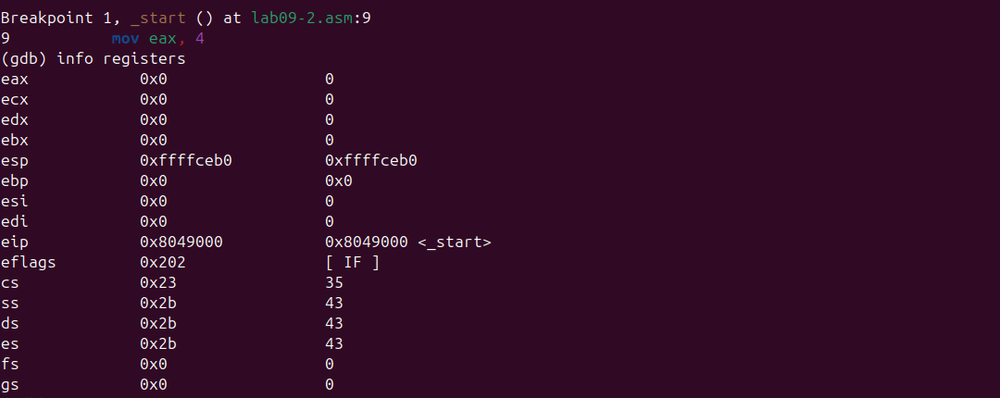 Breakpoint 1, _start () at lab09-2.asm:9
9           mov eax, 4
(gdb) info registers
eax            0x0                 0
ecx            0x0                 0
edx            0x0                 0
ebx            0x0                 0
esp            0xffffceb0          0xffffceb0
ebp            0x0                 0x0
esi            0x0                 0
edi            0x0                 0
eip            0x8049000           0x8049000 <_start>
eflags         0x202               [ IF ]
cs             0x23                35
ss             0x2b                43
ds             0x2b                43
es             0x2b                43
fs             0x0                 0
gs             0x0                 0